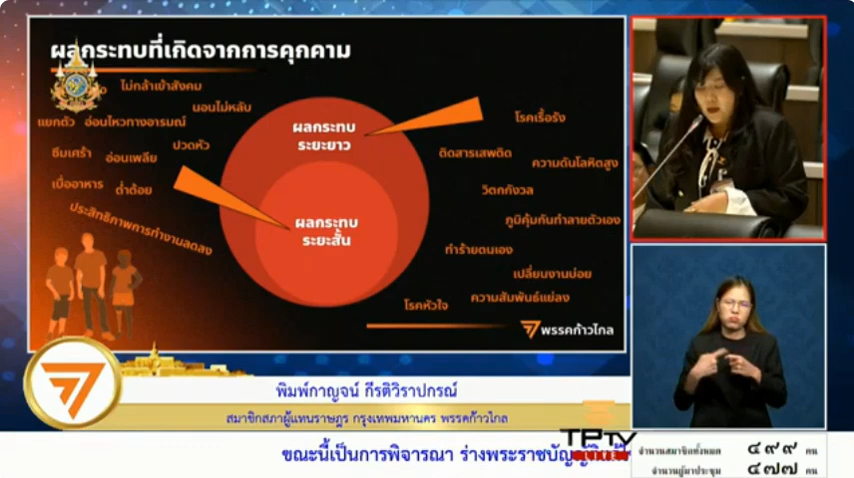 ผลกระทบที่เกิดจากการคุกคาม
ไม่กล้าเข้าสังคม
นอนไม่หลับ
แยกตัว อ่อนไหวทางอารมณ์
ปวดหัว
ซึมเศร้า อ่อนเพลีย
เบื่ออาหาร ต่ำต้อย
ประสิทธิภาพการทำงานลดลง
ผลกระทบ
ระยะยาว
ผลกระทบ
ระยะสั้น
โรคเรื้อรัง
ติดสารเสพติด ความดันโลหิตสูง
วิตกกังวล
ภูมิคุ้มกันทำลายตัวเอง
ทำร้ายตนเอง
เปลี่ยนงานบ่อย
โรคหัวใจ ความสัมพันธ์แย่ลง
พรรคก้าวไกล
พิมพ์กาญจน์ กีรติวิราปกรณ์
สมาชิกสภาผู้แทนราษฎร กรุงเทพมหานคร พรรคก้าวไกล
ขณะนี้เป็นการพิจารณา ร่างพระราชบัญญัติ
TPTV
LIVE
จำนวนสมาชิกทั้งหมด ๔๙๙ คน
จำนวนผู้มาประชุม ๔๗๗ คน